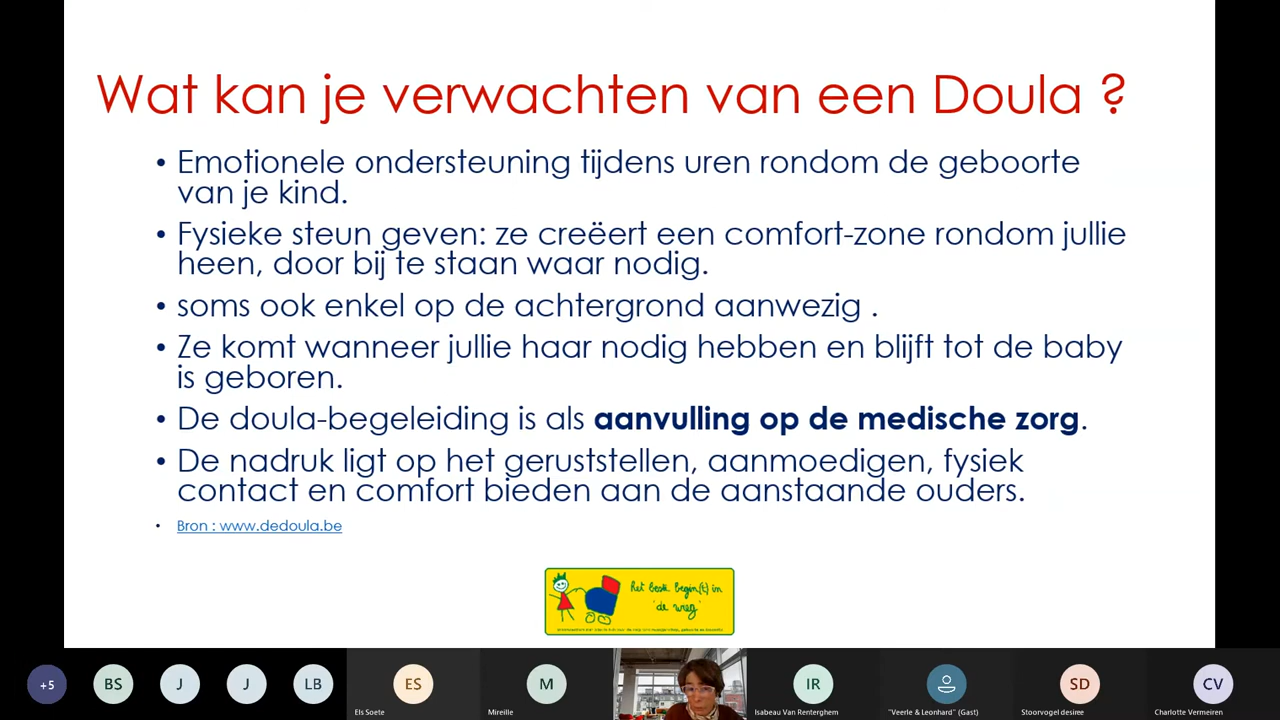 Wat kan je verwachten van een Doula ?
• Emotionele ondersteuning tijdens uren rondom de geboorte
van je kind.
• Fysieke steun geven: ze creëert een comfort-zone rondom jullie
heen, door bij te staan waar nodig.
• soms ook enkel op de achtergrond aanwezig .
• Ze komt wanneer jullie haar nodig hebben en blijft tot de baby
is geboren.
• De doula-begeleiding is als aanvulling op de medische zorg.
• De nadruk ligt op het geruststellen, aanmoedigen, fysiek
contact en comfort bieden aan de aanstaande ouders.
• Bron : www.dedoula.be
het beste begin(t) in
'de weg'
+5
BS
J
J
LB
ES
Els Soete
M
Mireille
IR
Isabeau Van Renterghem
"Veerle & Leonhard" (Gast)
SD
Stoorvogel desiree
CV
Charlotte Vermeiren